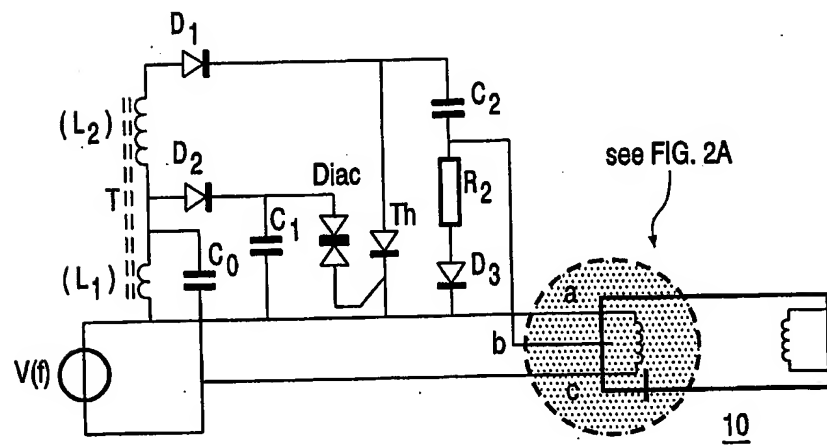 D1
C2
(L2)
D2
Diac
see FIG. 2A
T
R2
C1
Th
C0
D3
(L1)
a
b
V(f)
c
10